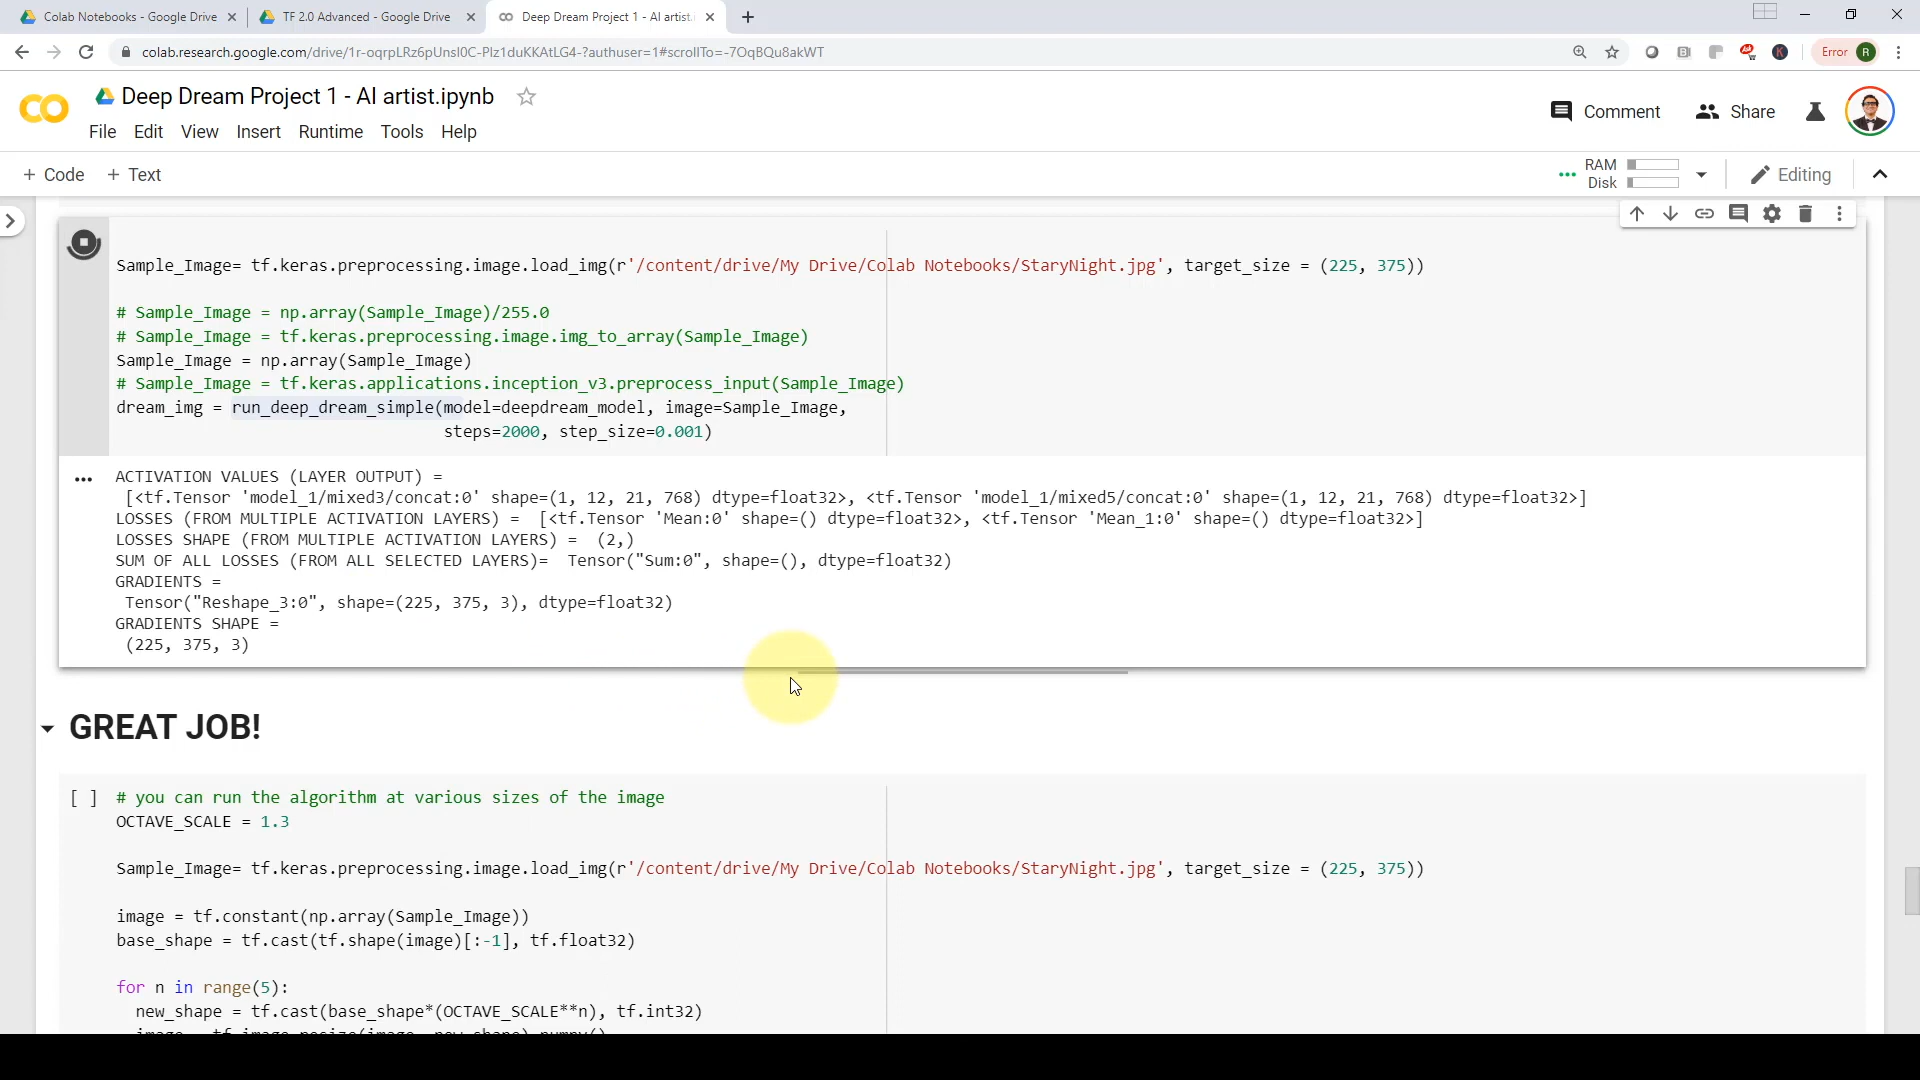 Colab Notebooks - Google Drive
TF 2.0 Advanced - Google Drive
Deep Dream Project 1 - AI artist.
colab.research.google.com/drive/1r-oqrpLRz6pUnsI0C-PIz1duKKAtLG4-?authuser=1#scrollTo=-7OqBQu8akWT
Error R
Deep Dream Project 1 - AI artist.ipynb
Comment
Share
File Edit View Insert Runtime Tools Help
+ Code + Text
RAM
Disk
Editing
Sample_Image= tf.keras.preprocessing.image.load_img(r'/content/drive/My Drive/Colab Notebooks/StaryNight.jpg', target_size = (225, 375))
# Sample_Image = np.array(Sample_Image)/255.0
# Sample_Image = tf.keras.preprocessing.image.img_to_array(Sample_Image)
Sample_Image = np.array(Sample_Image)
# Sample_Image = tf.keras.applications.inception_v3.preprocess_input(Sample_Image)
dream_img = run_deep_dream_simple(model=deepdream_model, image=Sample_Image,
steps=2000, step_size=0.001)
ACTIVATION VALUES (LAYER OUTPUT) =
[<tf.Tensor 'model_1/mixed3/concat:0' shape=(1, 12, 21, 768) dtype=float32>, <tf.Tensor 'model_1/mixed5/concat:0' shape=(1, 12, 21, 768) dtype=float32>]
LOSSES (FROM MULTIPLE ACTIVATION LAYERS) = [<tf.Tensor 'Mean:0' shape=() dtype=float32>, <tf.Tensor 'Mean_1:0' shape=() dtype=float32>]
LOSSES SHAPE (FROM MULTIPLE ACTIVATION LAYERS) = (2,)
SUM OF ALL LOSSES (FROM ALL SELECTED LAYERS)= Tensor("Sum:0", shape=(), dtype=float32)
GRADIENTS =
Tensor("Reshape_3:0", shape=(225, 375, 3), dtype=float32)
GRADIENTS SHAPE =
(225, 375, 3)
GREAT JOB!
[ ] # you can run the algorithm at various sizes of the image
OCTAVE_SCALE = 1.3
Sample_Image= tf.keras.preprocessing.image.load_img(r'/content/drive/My Drive/Colab Notebooks/StaryNight.jpg', target_size = (225, 375))
image = tf.constant(np.array(Sample_Image))
base_shape = tf.cast(tf.shape(image)[:-1], tf.float32)
for n in range(5):
new_shape = tf.cast(base_shape*(OCTAVE_SCALE**n), tf.int32)